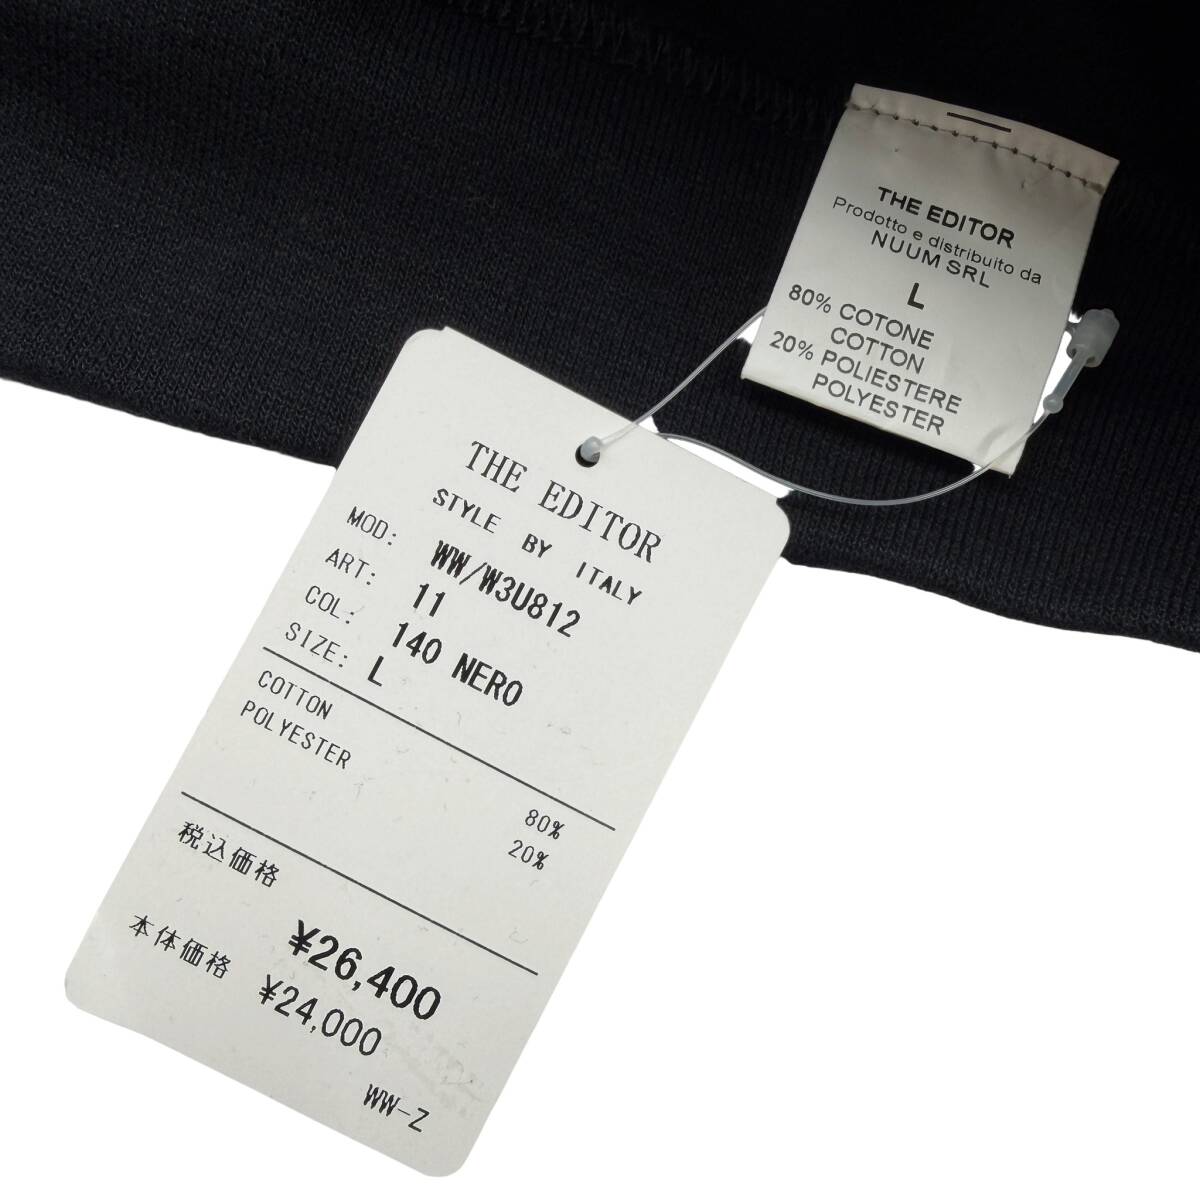 THE EDITOR
Prodotto e distribuito da
NUUM SRL
L
80% COTONE
COTTON
20% POLIESTERE
POLYESTER
THE EDITOR
STYLE BY ITALY
MOD: WW/W3U812
ART: 11
COL: 140 NERO
SIZE: L
COTTON 80%
POLYESTER 20%
税込価格 ¥26,400
本体価格 ¥24,000
WW-Z